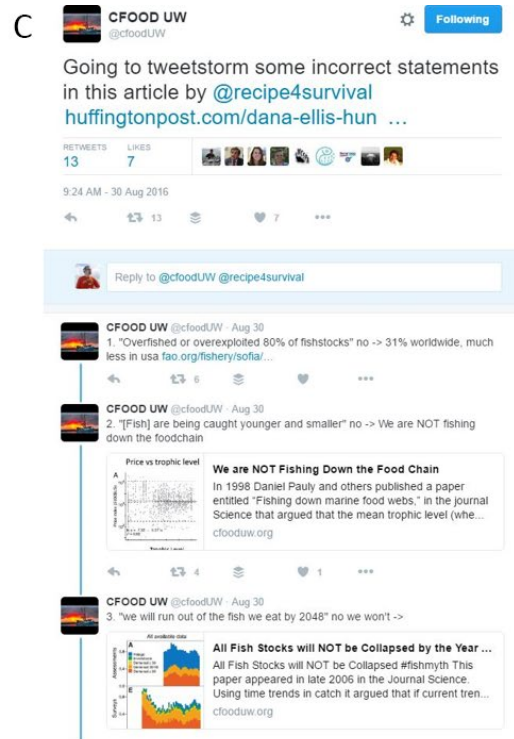 C
CFOOD UW
@cfoodUW
Following
Going to tweetstorm some incorrect statements
in this article by @recipe4survival
huffingtonpost.com/dana-ellis-hun …
RETWEETS LIKES
13 7
9:24 AM - 30 Aug 2016
13 7
Reply to @cfoodUW @recipe4survival
CFOOD UW @cfoodUW · Aug 30
1. "Overfished or overexploited 80% of fishstocks" no -> 31% worldwide, much
less in usa fao.org/fishery/sofia/...
6
CFOOD UW @cfoodUW · Aug 30
2. "[Fish] are being caught younger and smaller" no -> We are NOT fishing
down the foodchain
Price vs trophic level
A
Trophic Level
We are NOT Fishing Down the Food Chain
In 1998 Daniel Pauly and others published a paper
entitled "Fishing down marine food webs," in the journal
Science that argued that the mean trophic level (whe...
cfooduw.org
4 1
CFOOD UW @cfoodUW · Aug 30
3. "we will run out of the fish we eat by 2048" no we won't ->
All available data
Assessments
A
Surveys
E
All Fish Stocks will NOT be Collapsed by the Year ...
All Fish Stocks will NOT be Collapsed #fishmyth This
paper appeared in late 2006 in the Journal Science.
Using time trends in catch it argued that if current tren...
cfooduw.org